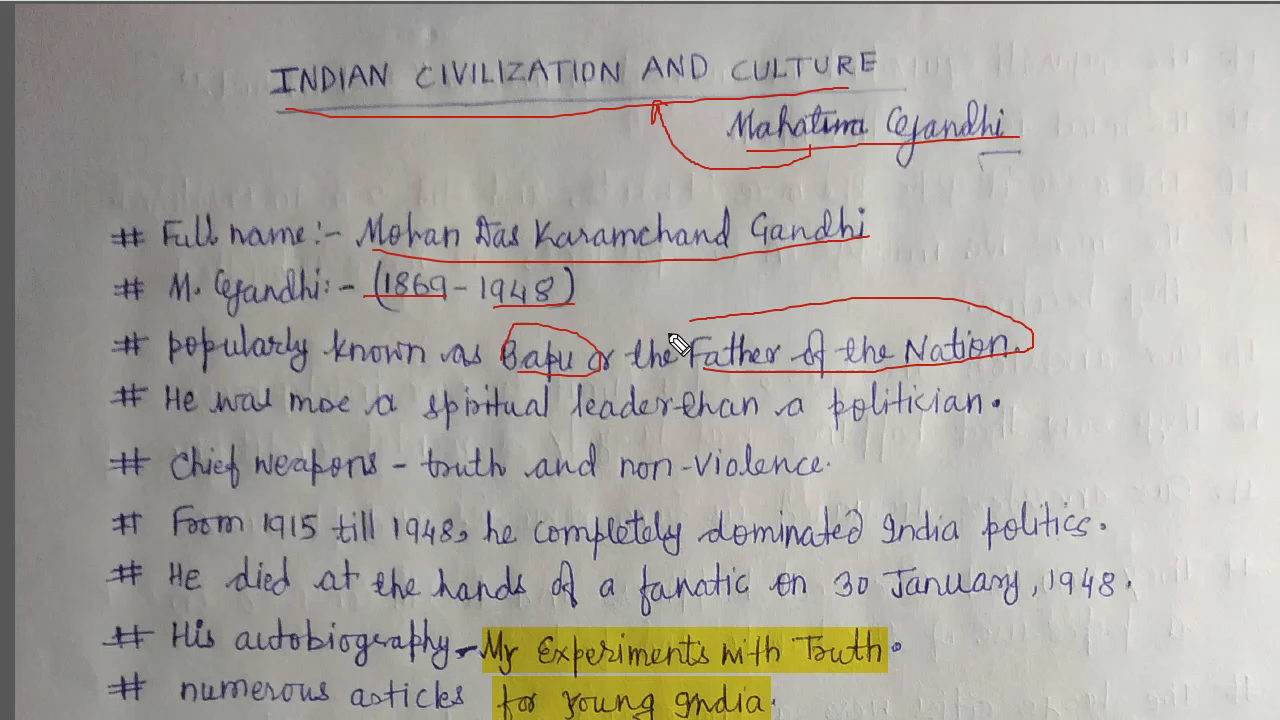 INDIAN CIVILIZATION AND CULTURE
Mahatma Gandhi
# Full name:- Mohan Das Karamchand Gandhi
# M. Gandhi:- (1869-1948)
# popularly known as Bapu or the Father of the Nation.
# He was moe a spiritual leader than a politician.
# Chief weapons - truth and non-violence.
# From 1915 till 1948, he completely dominated India politics.
# He died at the hands of a fanatic on 30 January, 1948.
# His autobiography - My Experiments with Truth.
# numerous articles for young India.